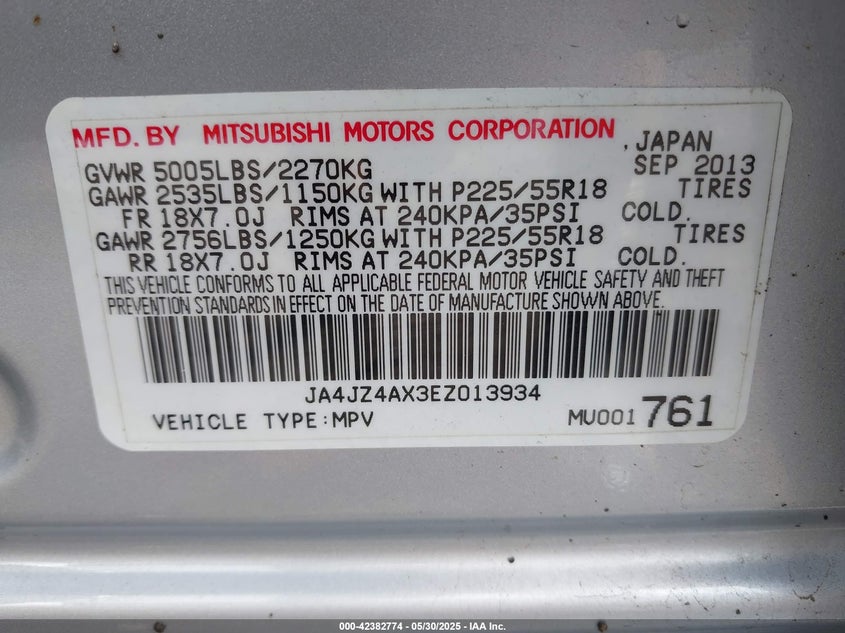 MFD. BY MITSUBISHI MOTORS CORPORATION , JAPAN
GVWR 5005LBS/2270KG SEP 2013
GAWR 2535LBS/1150KG WITH P225/55R18 TIRES
FR 18X7.0J RIMS AT 240KPA/35PSI COLD.
GAWR 2756LBS/1250KG WITH P225/55R18 TIRES
RR 18X7.0J RIMS AT 240KPA/35PSI COLD.
THIS VEHICLE CONFORMS TO ALL APPLICABLE FEDERAL MOTOR VEHICLE SAFETY AND THEFT
PREVENTION STANDARDS IN EFFECT ON THE DATE OF MANUFACTURE SHOWN ABOVE.
JA4JZ4AX3EZ013934
VEHICLE TYPE:MPV MU001 761
000-42382774 - 05/30/2025 - IAA Inc.